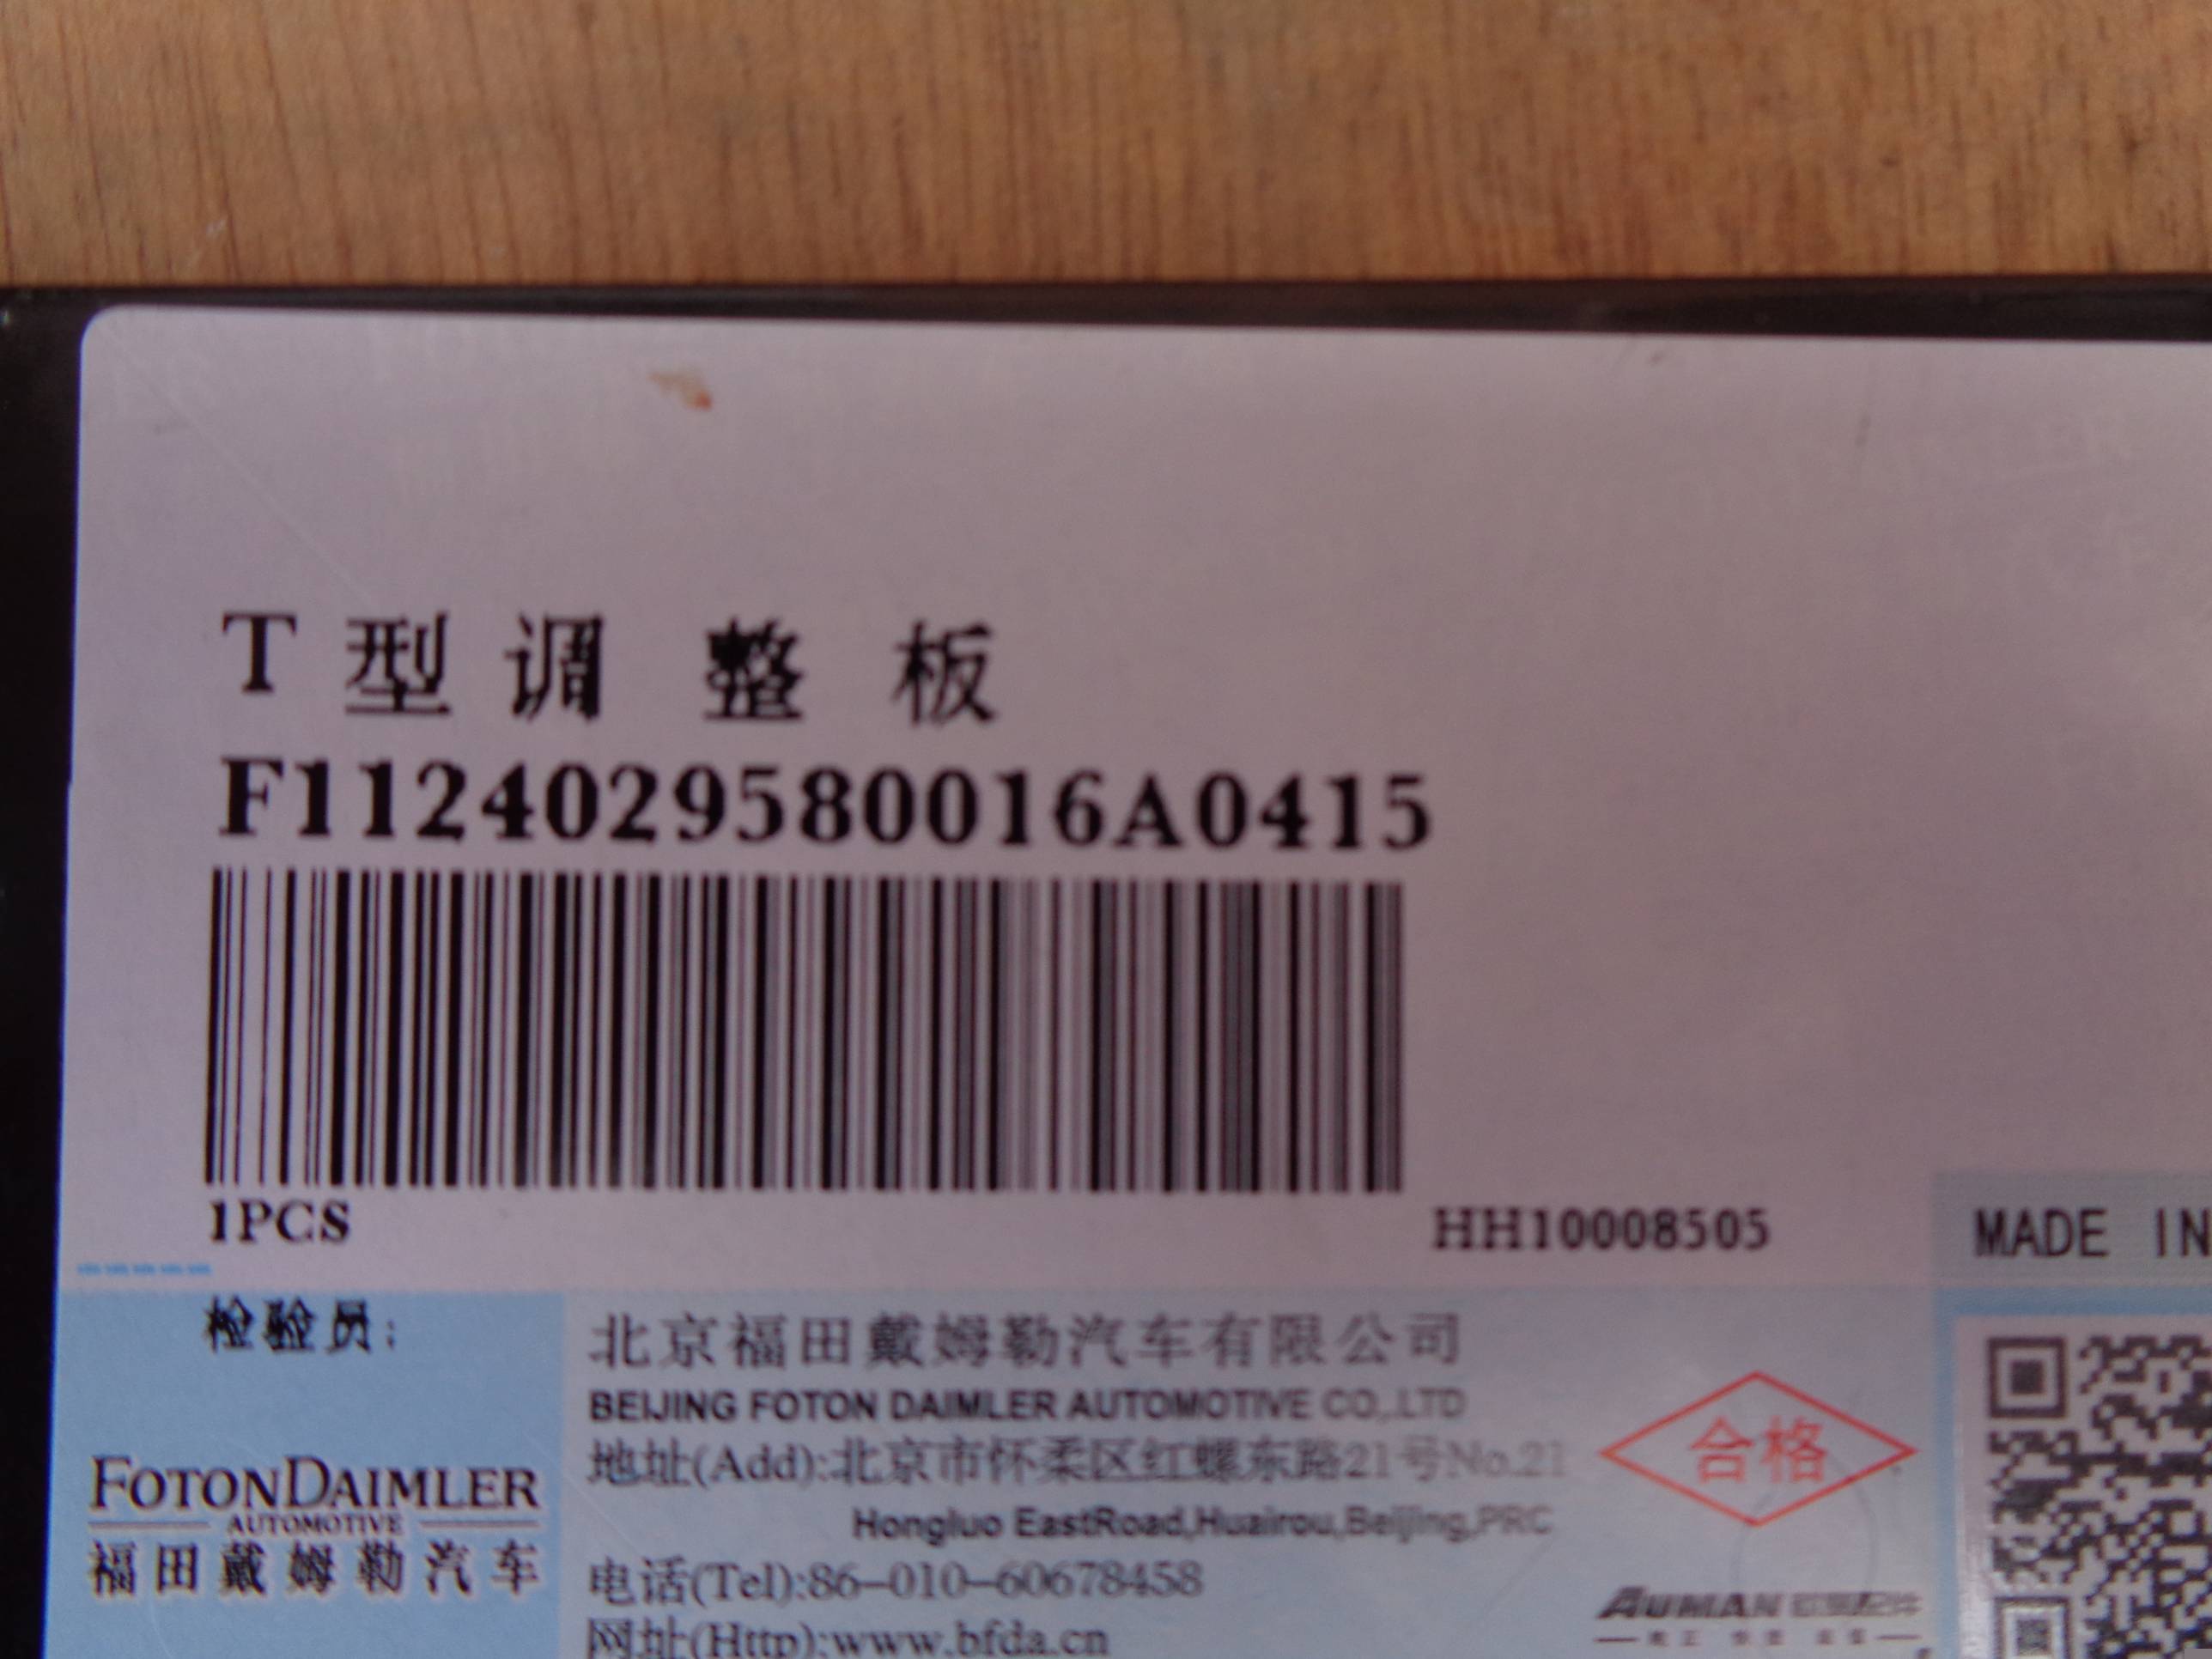 T 型 调 整 板
F1124029580016A0415
1PCS
HH10008505
MADE IN
检验员:
北京福田戴姆勒汽车有限公司
BEIJING FOTON DAIMLER AUTOMOTIVE CO,.LTD
地址(Add):北京市怀柔区红螺东路21号No.21
Hongluo EastRoad,Huairou,Beijing,PRC
电话(Tel):86-010-60678458
网址(Http):www.bfda.cn
FOTONDAIMLER
AUTOMOTIVE
福田戴姆勒汽车
合格
AUMAN